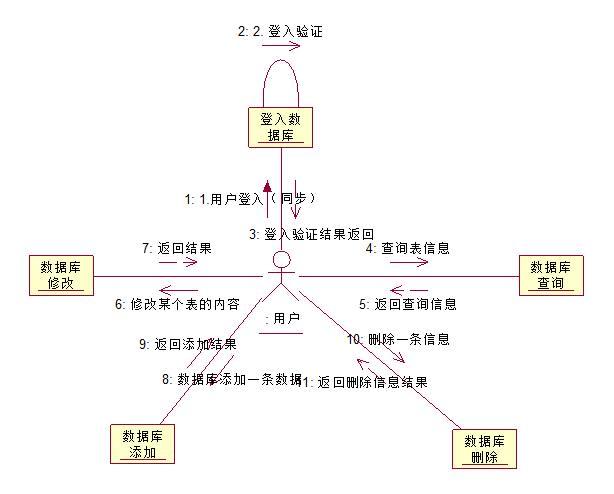 2: 2. 登入验证
登入数
据库
1: 1.用户登入（同步）
3: 登入验证结果返回
7: 返回结果
4: 查询表信息
数据库
修改
数据库
查询
6: 修改某个表的内容
5: 返回查询信息
: 用户
9: 返回添加结果
10: 删除一条信息
8: 数据库添加一条数据
11: 返回删除信息结果
数据库
添加
数据库
删除